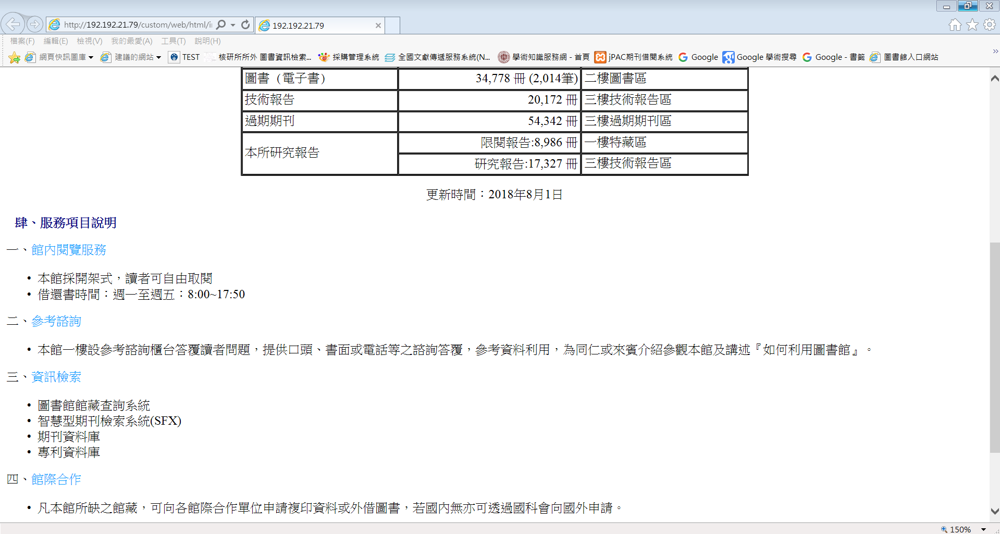 http://192.192.21.79/custom/web/html/i
192.192.21.79
檔案(F) 編輯(E) 檢視(V) 我的最愛(A) 工具(T) 說明(H)
網頁快訊圖庫 建議的網站 TEST 核研所所外 圖書資訊檢索... 採購管理系統 全國文獻傳遞服務系統(N... 學術知識服務網 - 首頁 jPAC期刊借閱系統 Google Google 學術搜尋 Google - 書籤 圖書館入口網站 »
圖書（電子書） 34,778 冊 (2,014筆) 二樓圖書區
技術報告 20,172 冊 三樓技術報告區
過期期刊 54,342 冊 三樓過期期刊區
本所研究報告 限閱報告:8,986 冊 一樓特藏區
研究報告:17,327 冊 三樓技術報告區
更新時間：2018年8月1日
肆、服務項目說明
一、館內閱覽服務
• 本館採開架式，讀者可自由取閱
• 借還書時間：週一至週五：8:00~17:50
二、參考諮詢
• 本館一樓設參考諮詢櫃台答覆讀者問題，提供口頭、書面或電話等之諮詢答覆，參考資料利用，為同仁或來賓介紹參觀本館及講述『如何利用圖書館』。
三、資訊檢索
• 圖書館館藏查詢系統
• 智慧型期刊檢索系統(SFX)
• 期刊資料庫
• 專利資料庫
四、館際合作
• 凡本館所缺之館藏，可向各館際合作單位申請複印資料或外借圖書，若國內無亦可透過國科會向國外申請。
150%